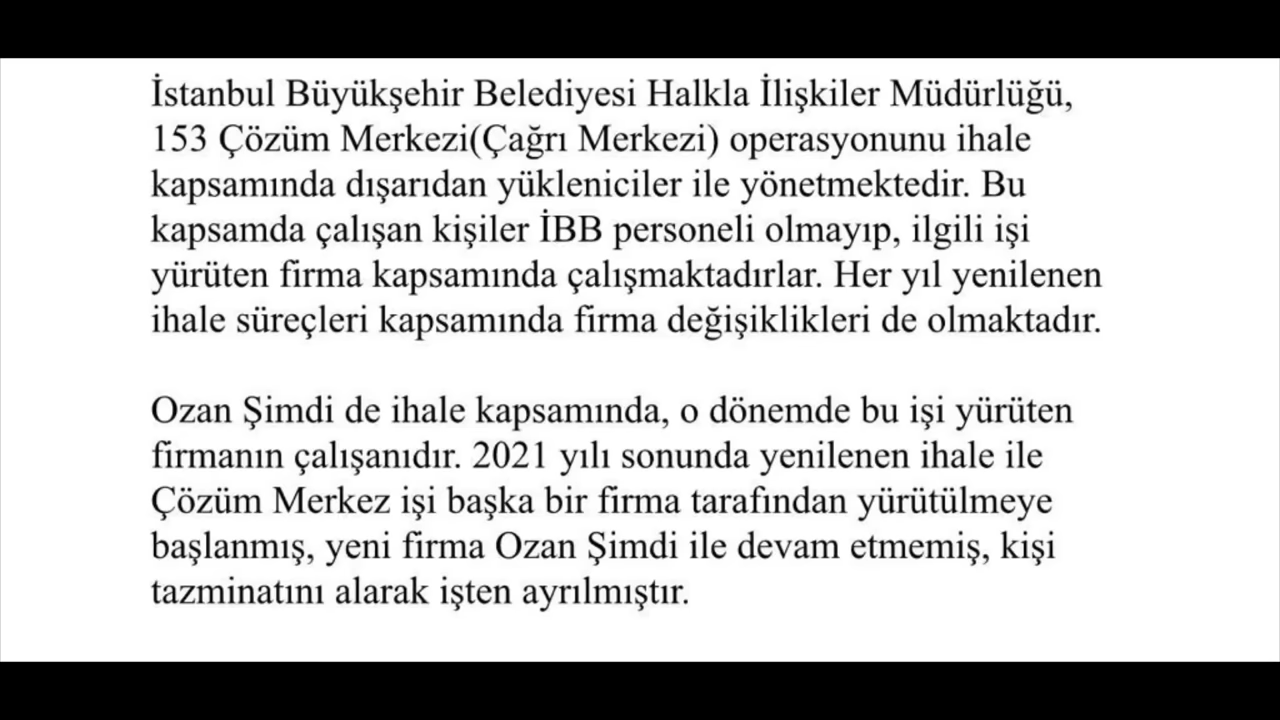 İstanbul Büyükşehir Belediyesi Halkla İlişkiler Müdürlüğü,
153 Çözüm Merkezi(Çağrı Merkezi) operasyonunu ihale
kapsamında dışarıdan yükleniciler ile yönetmektedir. Bu
kapsamda çalışan kişiler İBB personeli olmayıp, ilgili işi
yürüten firma kapsamında çalışmaktadırlar. Her yıl yenilenen
ihale süreçleri kapsamında firma değişiklikleri de olmaktadır.
Ozan Şimdi de ihale kapsamında, o dönemde bu işi yürüten
firmanın çalışanıdır. 2021 yılı sonunda yenilenen ihale ile
Çözüm Merkez işi başka bir firma tarafından yürütülmeye
başlanmış, yeni firma Ozan Şimdi ile devam etmemiş, kişi
tazminatını alarak işten ayrılmıştır.